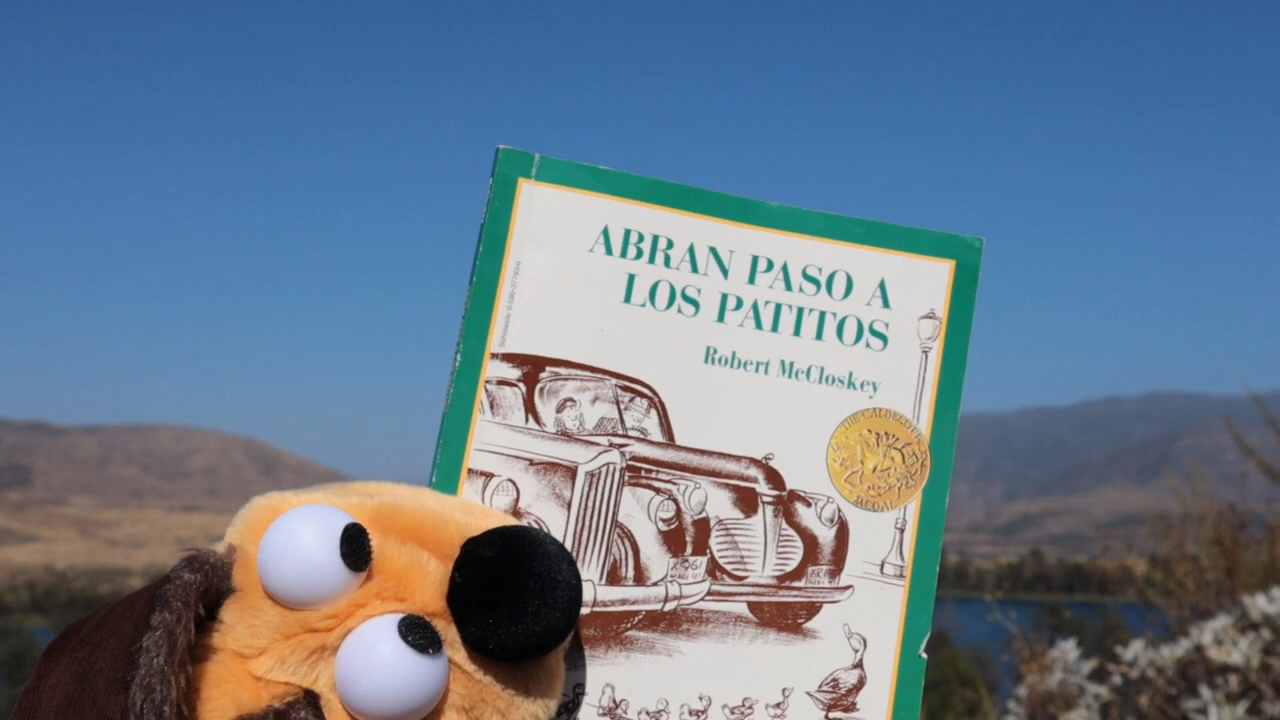 ABRAN PASO A
LOS PATITOS
Robert McCloskey
THE CALDECOTT
MEDAL